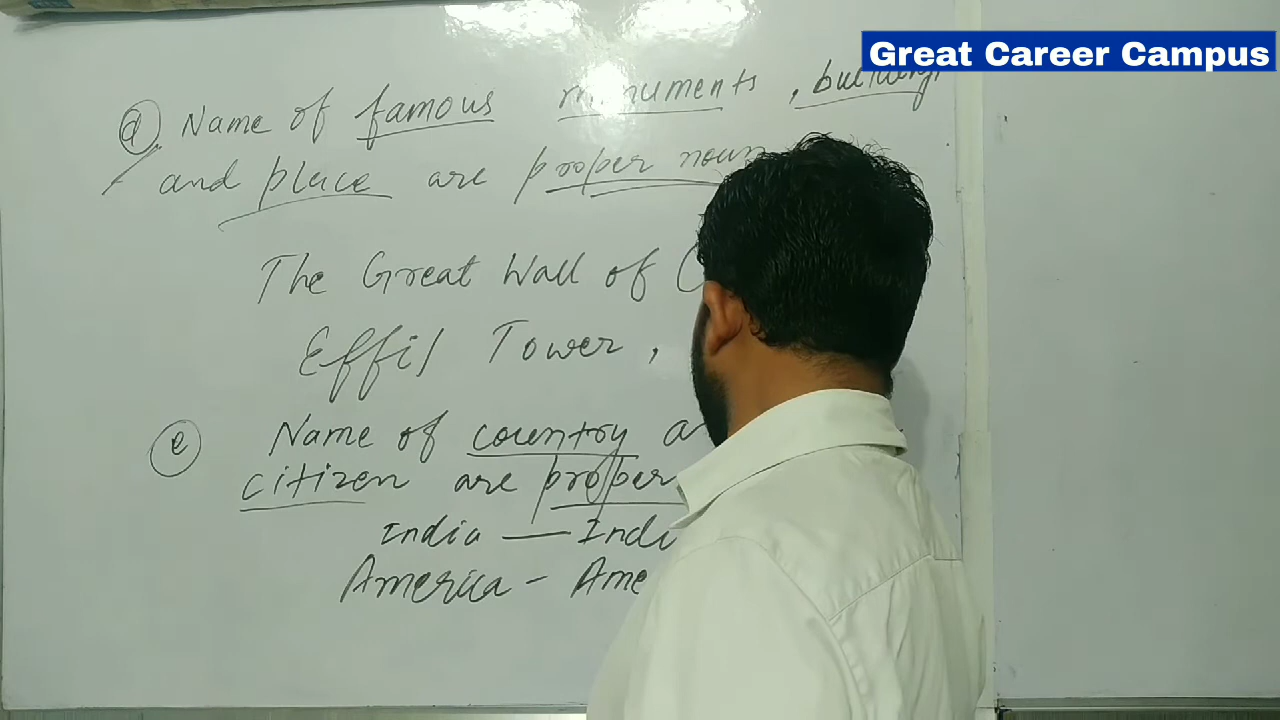 Great Career Campus
(d). Name of famous monuments, building,
and place are proper noun
The Great Wall of
Effil Tower,
(e) Name of country
citizen are proper
India — Indi
America - Ame